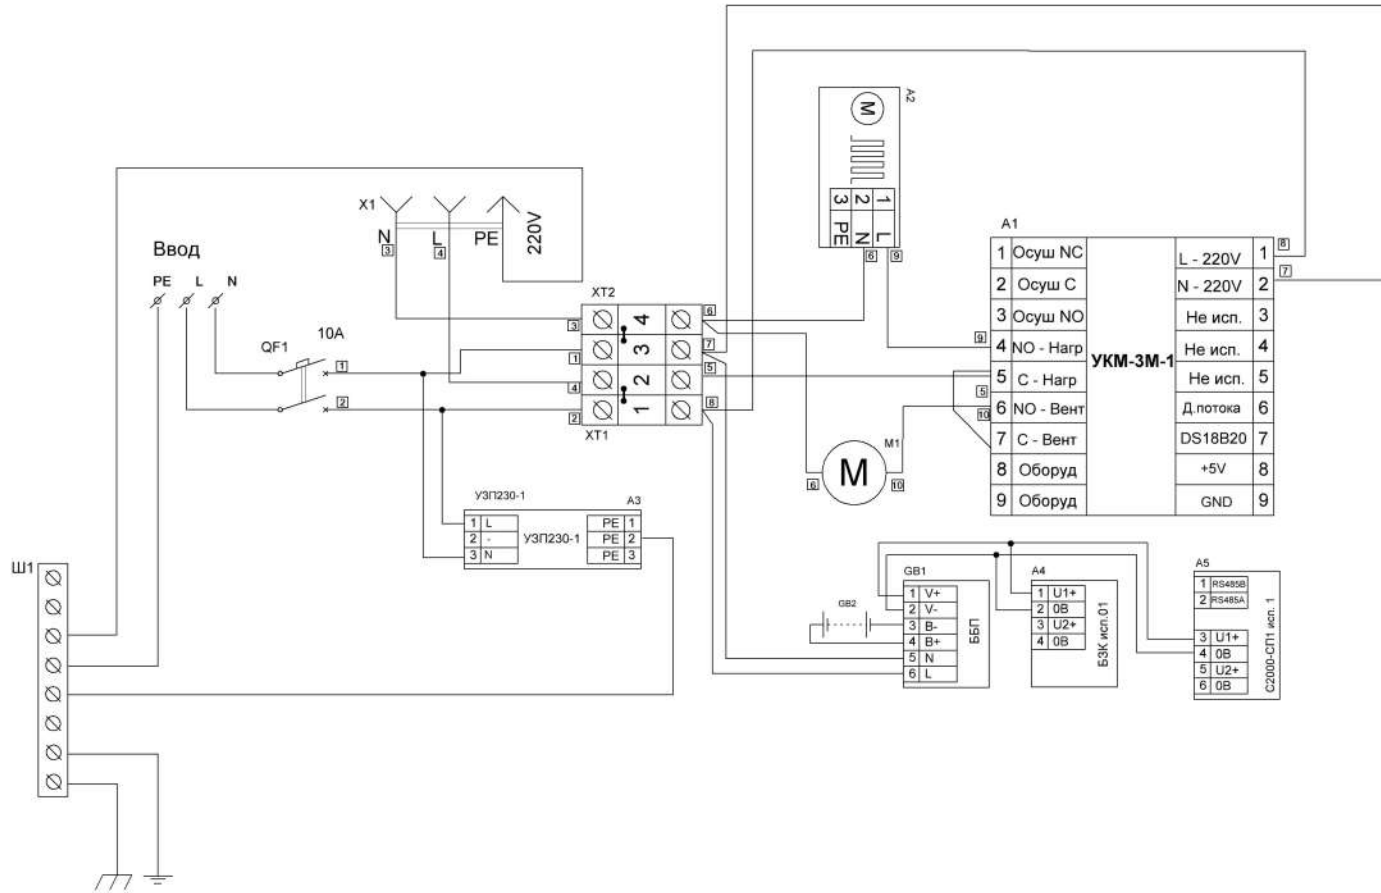 A2
M
1
2
3
L
N
PE
X1
N
L
PE
220V
3
4
6
9
Ввод
PE L N
10A
QF1
1
2
XT2
4
3
2
1
XT1
3
1
4
2
6
7
5
8
A1
УКМ-3М-1
1 Осуш NC
2 Осуш C
3 Осуш NO
4 NO - Нагр
5 С - Нагр
6 NO - Вент
7 С - Вент
8 Оборуд
9 Оборуд
L - 220V 1
N - 220V 2
Не исп. 3
Не исп. 4
Не исп. 5
Д.потока 6
DS18B20 7
+5V 8
GND 9
8
7
9
5
10
M1
M
6
10
УЗП230-1
A3
1 L
2 -
3 N
УЗП230-1
PE 1
PE 2
PE 3
Ш1
GB1
1 V+
2 V-
3 B-
4 B+
5 N
6 L
ББП
GB2
A4
1 U1+
2 0В
3 U2+
4 0В
БЗК исп.01
A5
1 RS485B
2 RS485A
3 U1+
4 0В
5 U2+
6 0В
С2000-СП1 исп. 1